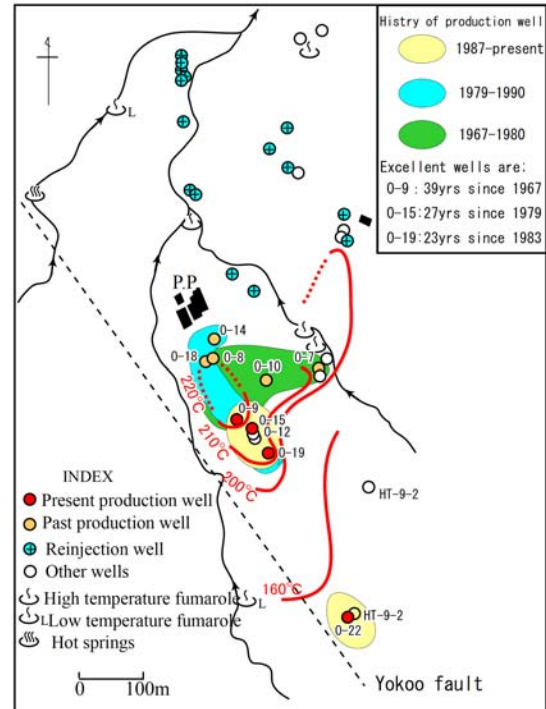 Histry of production well
1987-present
1979-1990
1967-1980
Excellent wells are:
O-9 : 39yrs since 1967
O-15:27yrs since 1979
O-19:23yrs since 1983
L
P.P
O-14
O-18
O-8
O-7
O-10
220℃
O-9
O-15
O-12
210℃
O-19
200℃
HT-9-2
160℃
L
HT-9-2
O-22
Yokoo fault
INDEX
Present production well
Past production well
Reinjection well
Other wells
High temperature fumarole
L Low temperature fumarole
Hot springs
0 100m